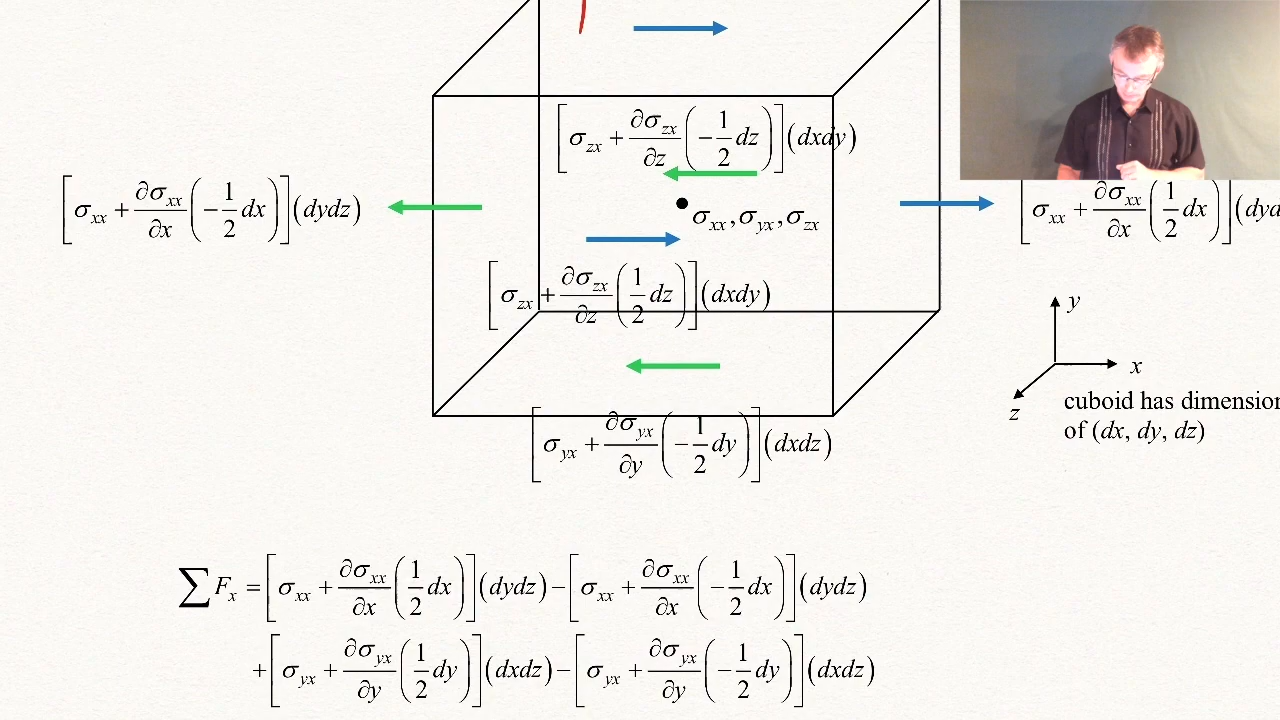 [σzx + ∂σzx/∂z (−1/2 dz)](dxdy)
[σxx + ∂σxx/∂x (−1/2 dx)](dydz)
σxx, σyx, σzx
[σxx + ∂σxx/∂x (1/2 dx)](dyd
[σzx + ∂σzx/∂z (1/2 dz)](dxdy)
y
x
z
cuboid has dimension
of (dx, dy, dz)
[σyx + ∂σyx/∂y (−1/2 dy)](dxdz)
∑Fx = [σxx + ∂σxx/∂x (1/2 dx)](dydz) − [σxx + ∂σxx/∂x (−1/2 dx)](dydz)
+ [σyx + ∂σyx/∂y (1/2 dy)](dxdz) − [σyx + ∂σyx/∂y (−1/2 dy)](dxdz)